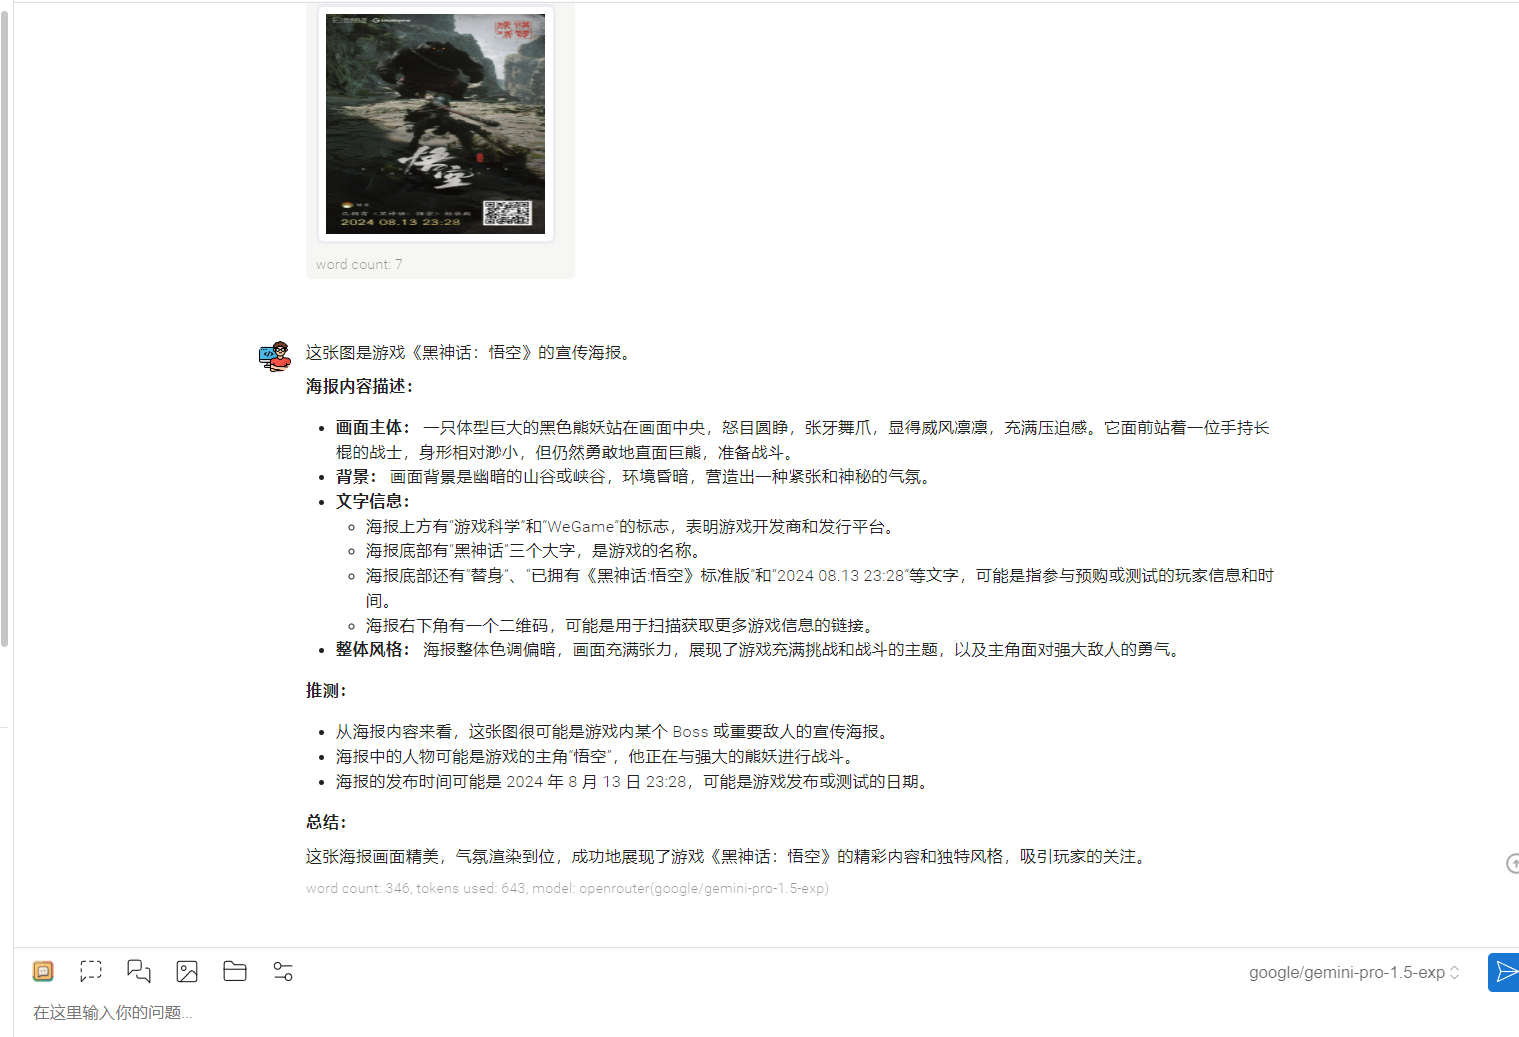 悟空
2024 08.13 23:28
word count: 7
这张图是游戏《黑神话：悟空》的宣传海报。
海报内容描述：
画面主体： 一只体型巨大的黑色熊妖站在画面中央，怒目圆睁，张牙舞爪，显得威风凛凛，充满压迫感。它面前站着一位手持长
棍的战士，身形相对渺小，但仍然勇敢地直面巨熊，准备战斗。
背景： 画面背景是幽暗的山谷或峡谷，环境昏暗，营造出一种紧张和神秘的气氛。
文字信息：
海报上方有"游戏科学"和"WeGame"的标志，表明游戏开发商和发行平台。
海报底部有"黑神话"三个大字，是游戏的名称。
海报底部还有"替身"、"已拥有《黑神话:悟空》标准版"和"2024 08.13 23:28"等文字，可能是指参与预购或测试的玩家信息和时
间。
海报右下角有一个二维码，可能是用于扫描获取更多游戏信息的链接。
整体风格： 海报整体色调偏暗，画面充满张力，展现了游戏充满挑战和战斗的主题，以及主角面对强大敌人的勇气。
推测：
从海报内容来看，这张图很可能是游戏内某个 Boss 或重要敌人的宣传海报。
海报中的人物可能是游戏的主角"悟空"，他正在与强大的熊妖进行战斗。
海报的发布时间可能是 2024 年 8 月 13 日 23:28，可能是游戏发布或测试的日期。
总结：
这张海报画面精美，气氛渲染到位，成功地展现了游戏《黑神话：悟空》的精彩内容和独特风格，吸引玩家的关注。
word count: 346, tokens used: 643, model: openrouter(google/gemini-pro-1.5-exp)
google/gemini-pro-1.5-exp
在这里输入你的问题...